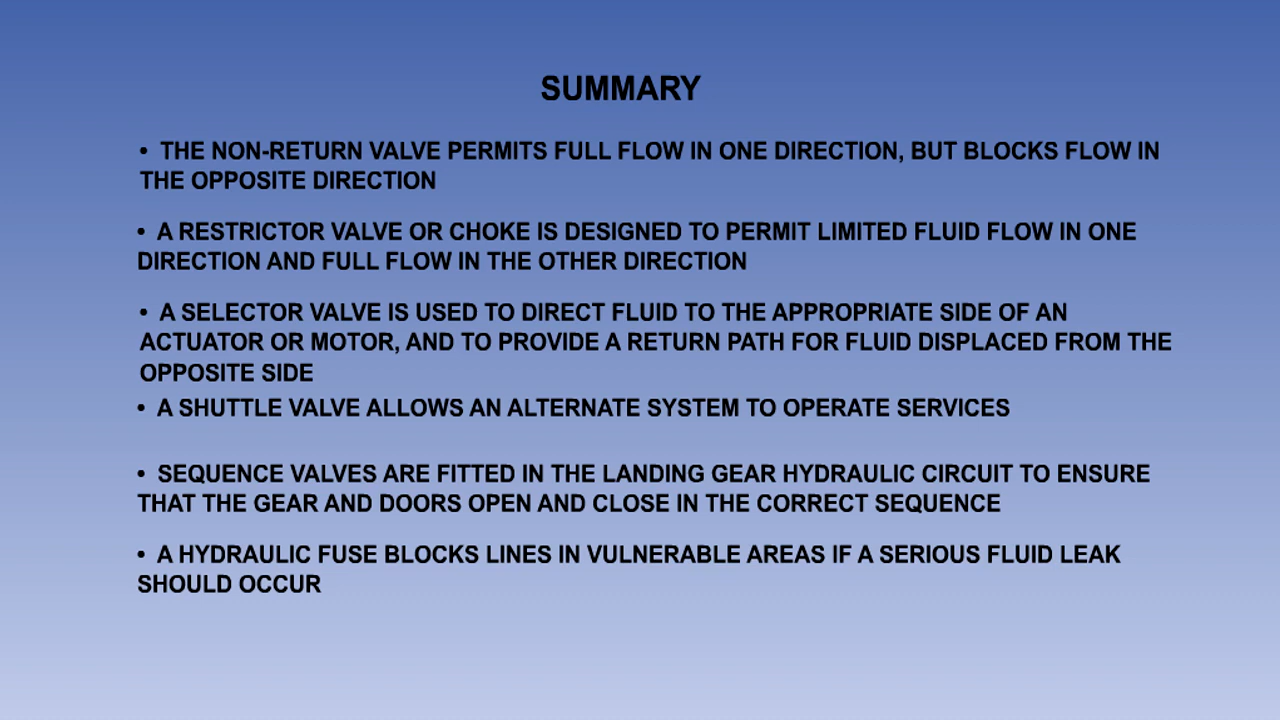 SUMMARY
• THE NON-RETURN VALVE PERMITS FULL FLOW IN ONE DIRECTION, BUT BLOCKS FLOW IN
THE OPPOSITE DIRECTION
• A RESTRICTOR VALVE OR CHOKE IS DESIGNED TO PERMIT LIMITED FLUID FLOW IN ONE
DIRECTION AND FULL FLOW IN THE OTHER DIRECTION
• A SELECTOR VALVE IS USED TO DIRECT FLUID TO THE APPROPRIATE SIDE OF AN
ACTUATOR OR MOTOR, AND TO PROVIDE A RETURN PATH FOR FLUID DISPLACED FROM THE
OPPOSITE SIDE
• A SHUTTLE VALVE ALLOWS AN ALTERNATE SYSTEM TO OPERATE SERVICES
• SEQUENCE VALVES ARE FITTED IN THE LANDING GEAR HYDRAULIC CIRCUIT TO ENSURE
THAT THE GEAR AND DOORS OPEN AND CLOSE IN THE CORRECT SEQUENCE
• A HYDRAULIC FUSE BLOCKS LINES IN VULNERABLE AREAS IF A SERIOUS FLUID LEAK
SHOULD OCCUR